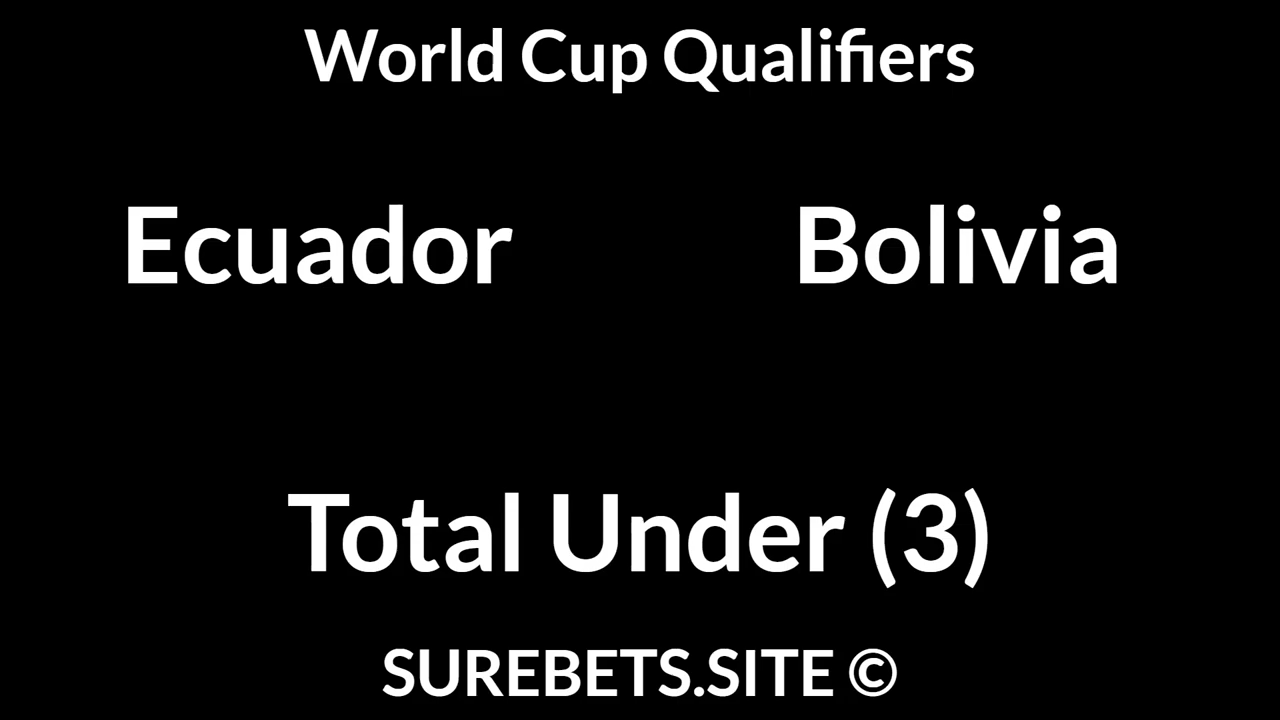 World Cup Qualifiers
Ecuador Bolivia
Total Under (3)
SUREBETS.SITE ©